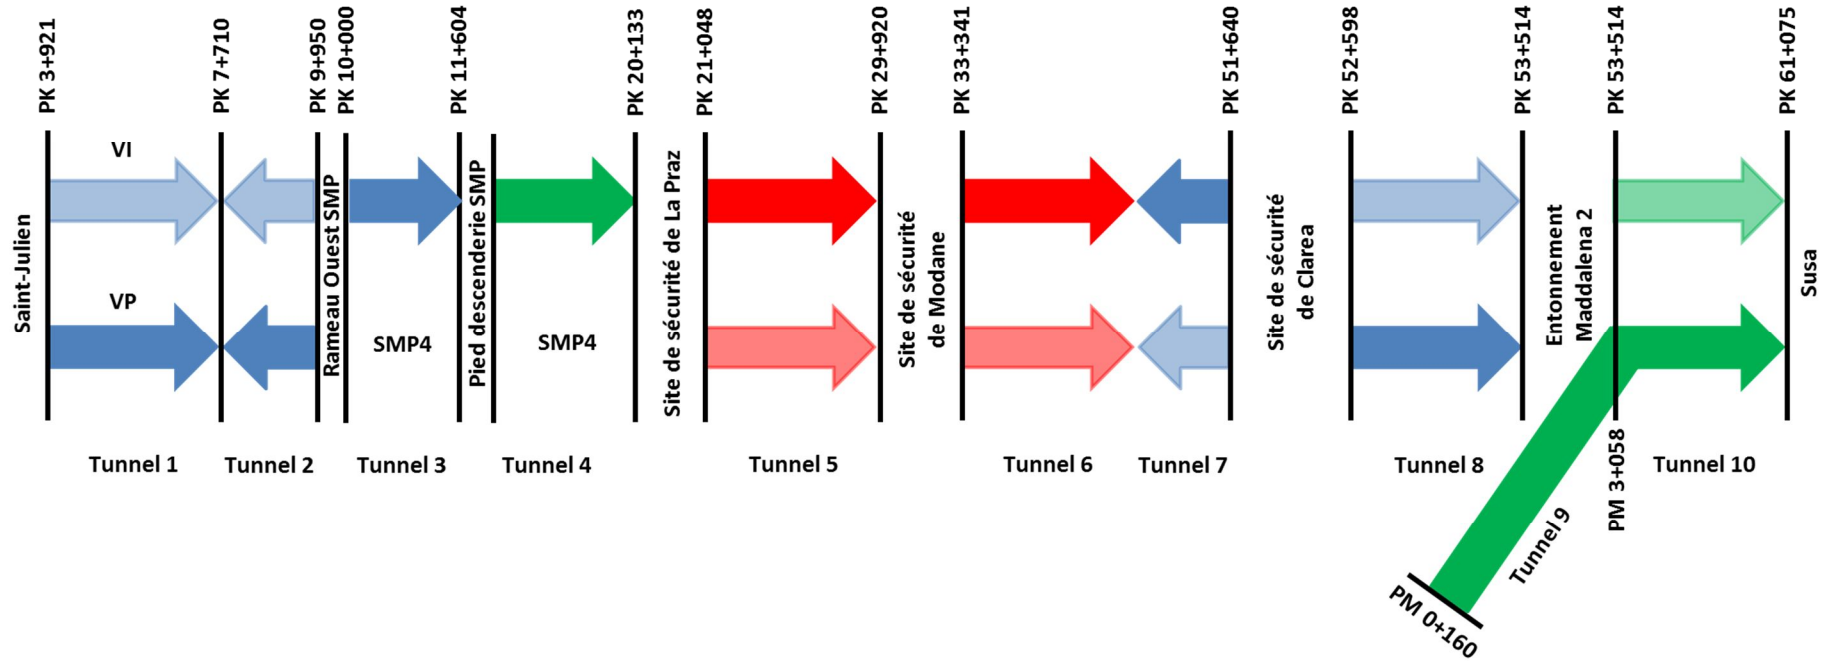 PK 3+921
PK 7+710
PK 9+950
PK 10+000
PK 11+604
PK 20+133
PK 21+048
PK 29+920
PK 33+341
PK 51+640
PK 52+598
PK 53+514
PK 53+514
PK 61+075
Saint-Julien
VI
VP
Rameau Ouest SMP
SMP4
Pied descenderie SMP
SMP4
Site de sécurité de La Praz
Site de sécurité
de Modane
Site de sécurité
de Clarea
Entonnement
Maddalena 2
Susa
Tunnel 1
Tunnel 2
Tunnel 3
Tunnel 4
Tunnel 5
Tunnel 6
Tunnel 7
Tunnel 8
PM 3+058
Tunnel 10
Tunnel 9
PM 0+160